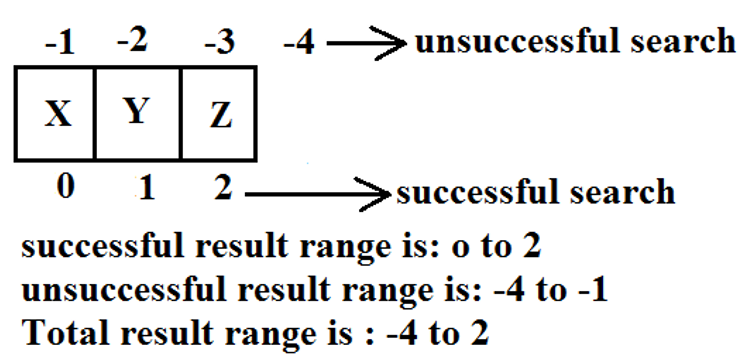 -1 -2 -3 -4 unsuccessful search
X Y Z
0 1 2 successful search
successful result range is: o to 2
unsuccessful result range is: -4 to -1
Total result range is : -4 to 2